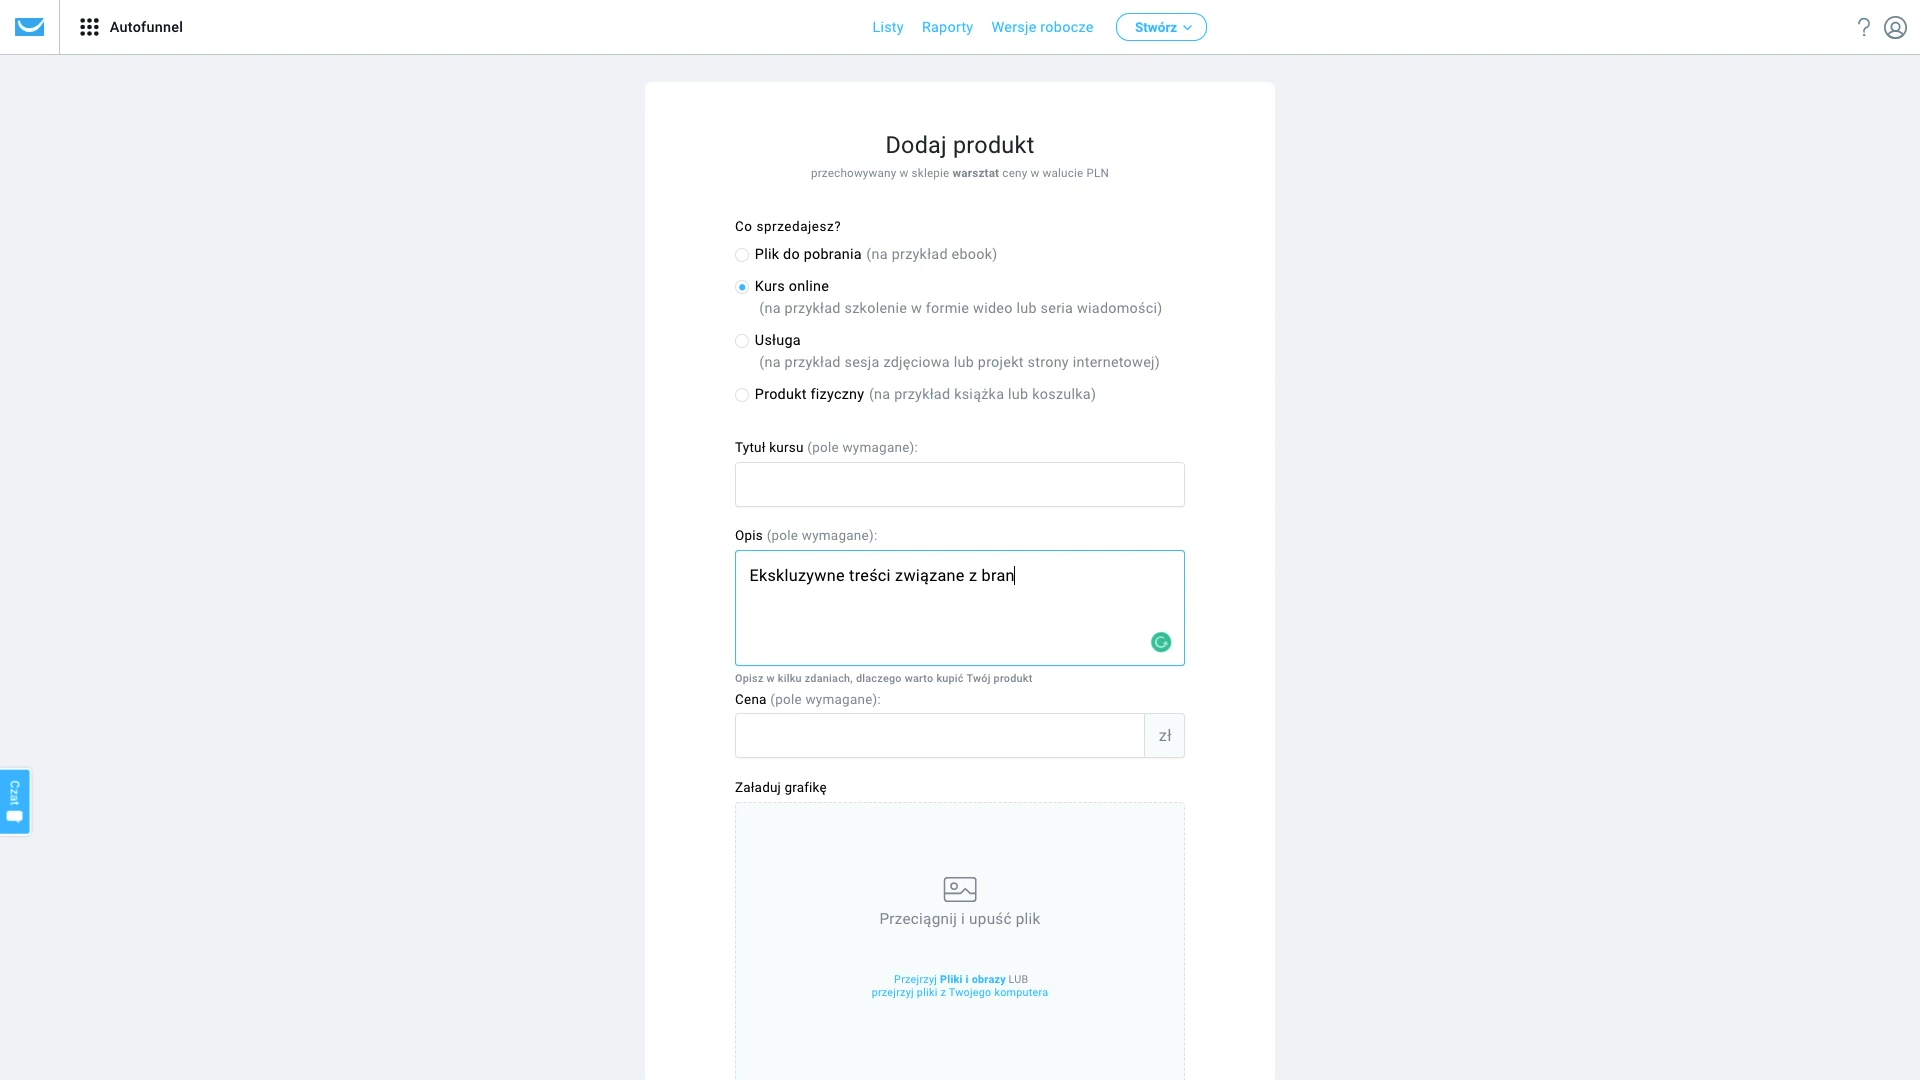 Autofunnel
Listy
Raporty
Wersje robocze
Stwórz
?
Dodaj produkt
przechowywany w sklepie warsztat ceny w walucie PLN
Co sprzedajesz?
Plik do pobrania (na przykład ebook)
Kurs online
(na przykład szkolenie w formie wideo lub seria wiadomości)
Usługa
(na przykład sesja zdjęciowa lub projekt strony internetowej)
Produkt fizyczny (na przykład książka lub koszulka)
Tytuł kursu (pole wymagane):
Opis (pole wymagane):
Ekskluzywne treści związane z bran
Opisz w kilku zdaniach, dlaczego warto kupić Twój produkt
Cena (pole wymagane):
zł
Czat
Załaduj grafikę
Przeciągnij i upuść plik
Przejrzyj Pliki i obrazy LUB
przejrzyj pliki z Twojego komputera